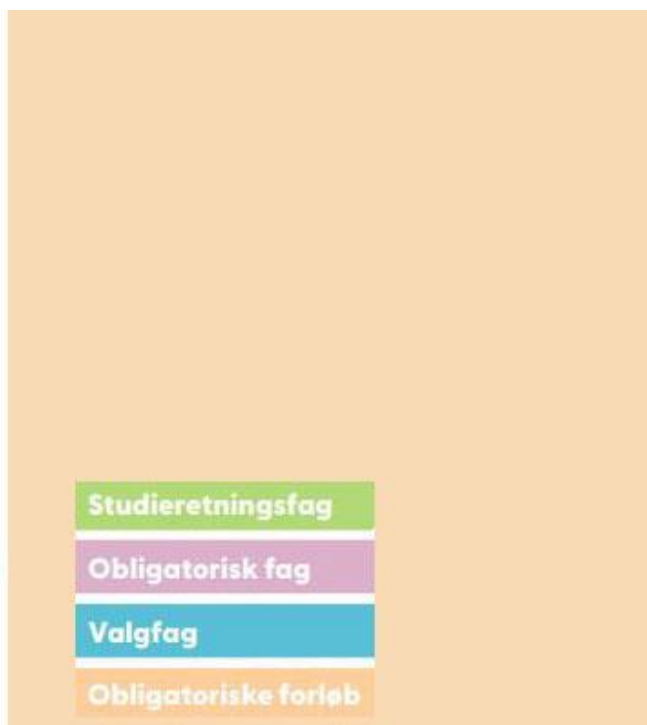 Studieretningsfag
Obligatorisk fag
Valgfag
Obligatoriske forløb